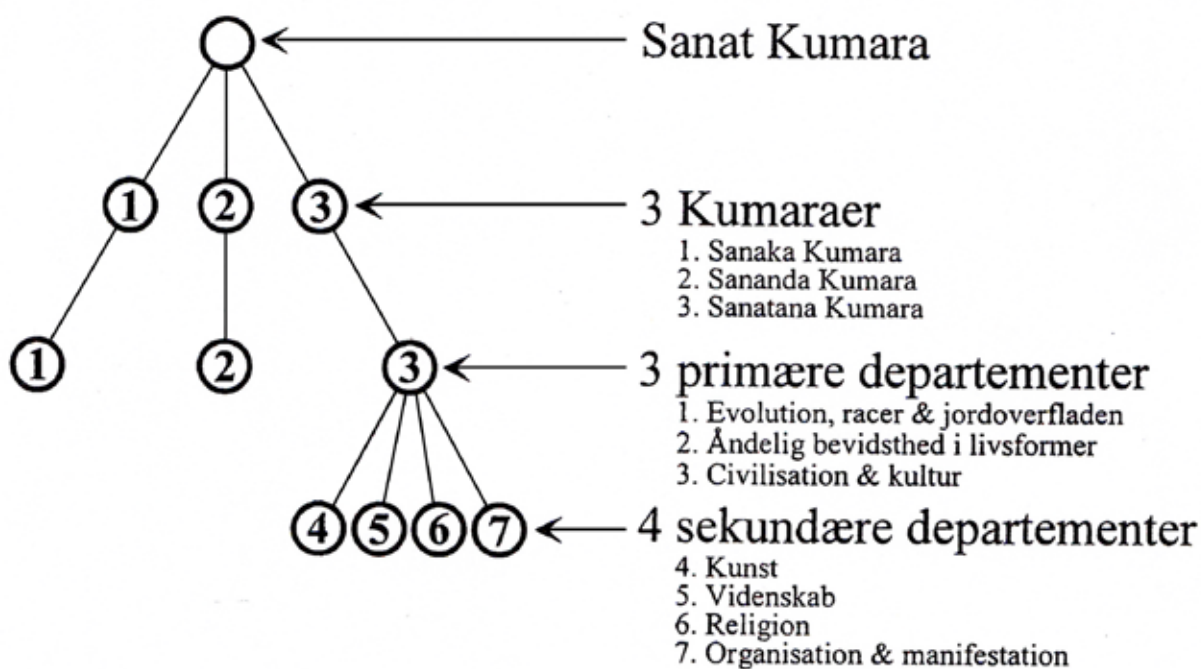 Sanat Kumara
1 2 3
3 Kumaraer
1. Sanaka Kumara
2. Sananda Kumara
3. Sanatana Kumara
1 2 3
3 primære departementer
1. Evolution, racer & jordoverfladen
2. Åndelig bevidsthed i livsformer
3. Civilisation & kultur
4 5 6 7
4 sekundære departementer
4. Kunst
5. Videnskab
6. Religion
7. Organisation & manifestation